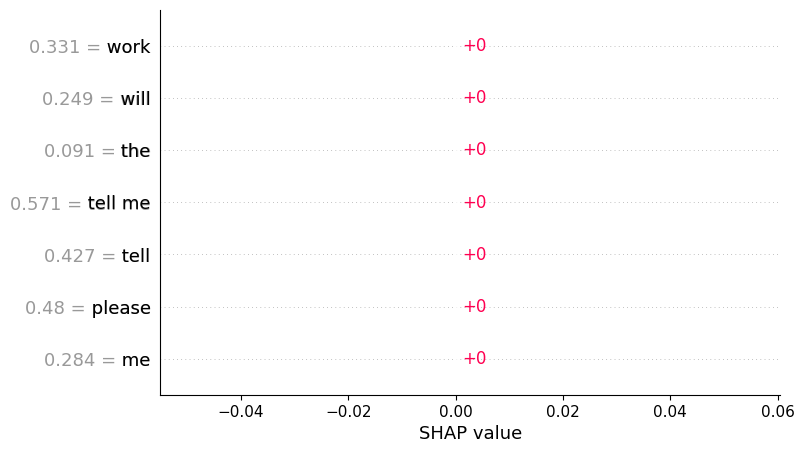 0.331 = work +0
0.249 = will +0
0.091 = the +0
0.571 = tell me +0
0.427 = tell +0
0.48 = please +0
0.284 = me +0
−0.04 −0.02 0.00 0.02 0.04 0.06
SHAP value